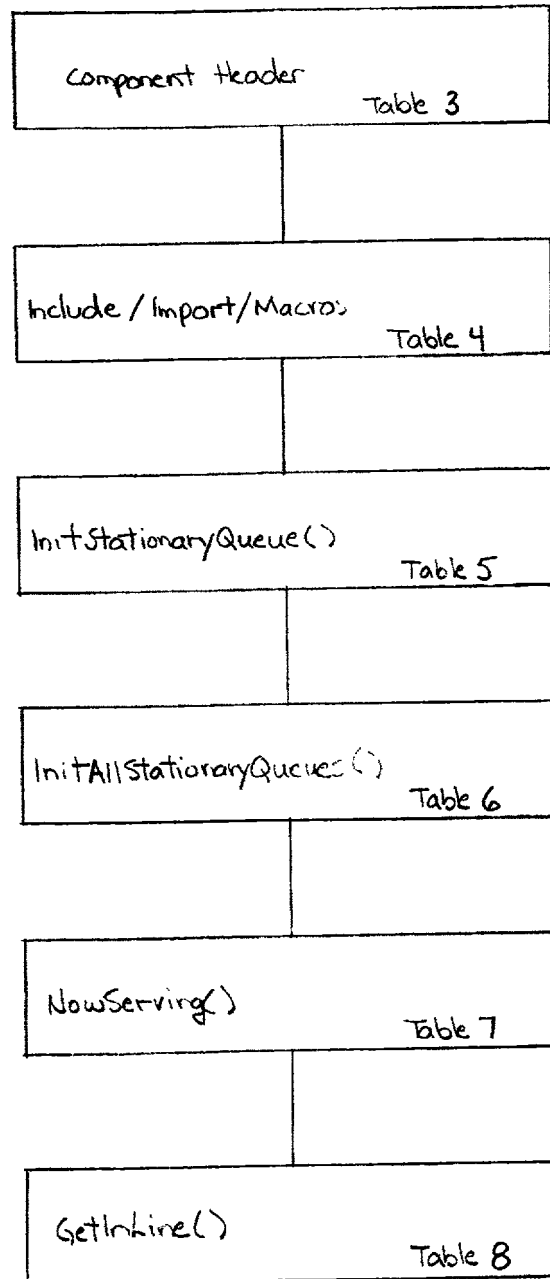 Component Header
Table 3
Include / Import/Macros
Table 4
InitStationaryQueue()
Table 5
InitAllStationaryQueues()
Table 6
NowServing()
Table 7
GetInLine()
Table 8